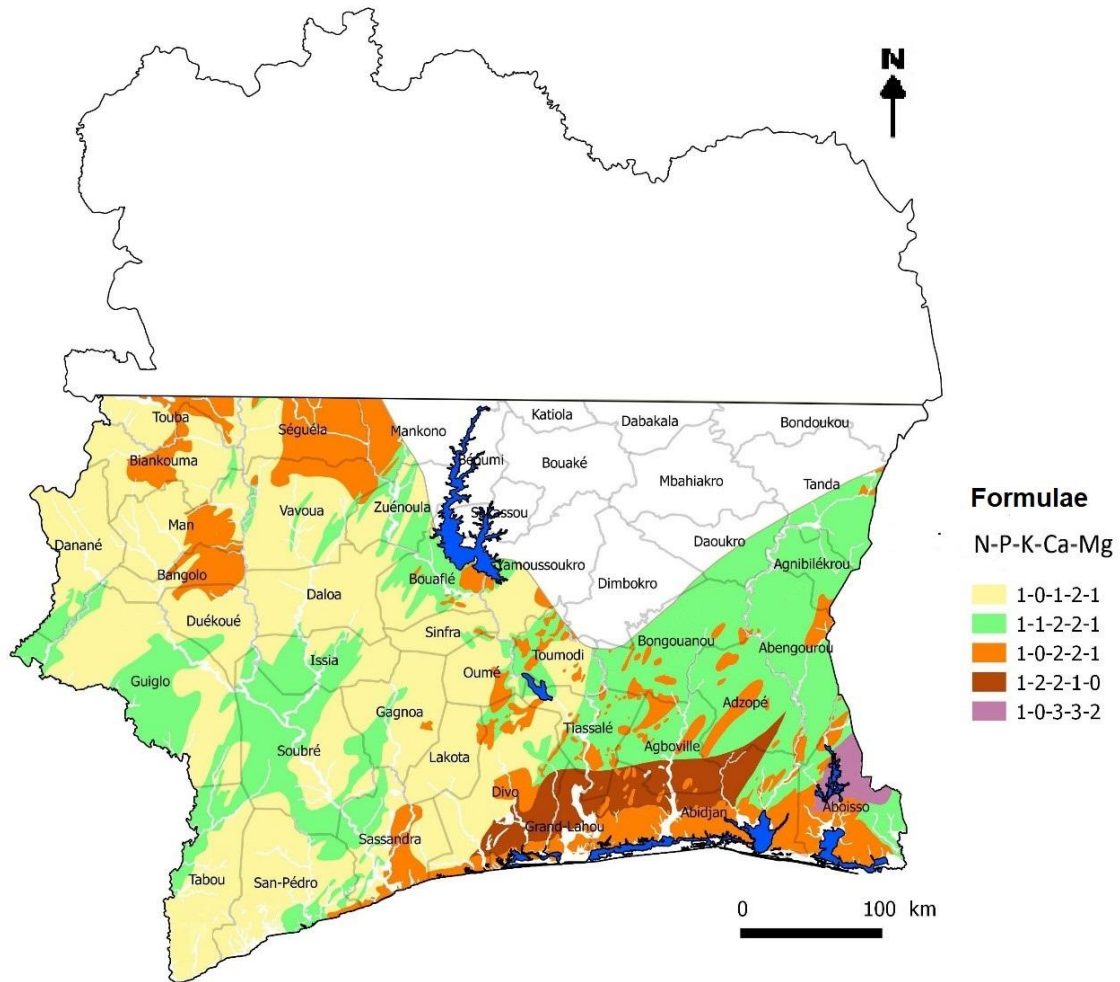 N
Touba
Séguéla
Mankono
Katiola
Dabakala
Bondoukou
Biankouma
Béoumi
Bouaké
Mbahiakro
Tanda
Man
Vavoua
Zuénoula
Danané
Bangolo
Bouaflé
Yamoussoukro
Daoukro
Agnibilékrou
Dimbokro
Duékoué
Daloa
Sinfra
Toumodi
Bongouanou
Abengourou
Guiglo
Issia
Oumé
Gagnoa
Adzopé
Tiassalé
Agboville
Soubré
Lakota
Divo
Grand-Lahou
Abidjan
Aboisso
Sassandra
Tabou
San-Pédro
Formulae
N-P-K-Ca-Mg
1-0-1-2-1
1-1-2-2-1
1-0-2-2-1
1-2-2-1-0
1-0-3-3-2
0 100 km